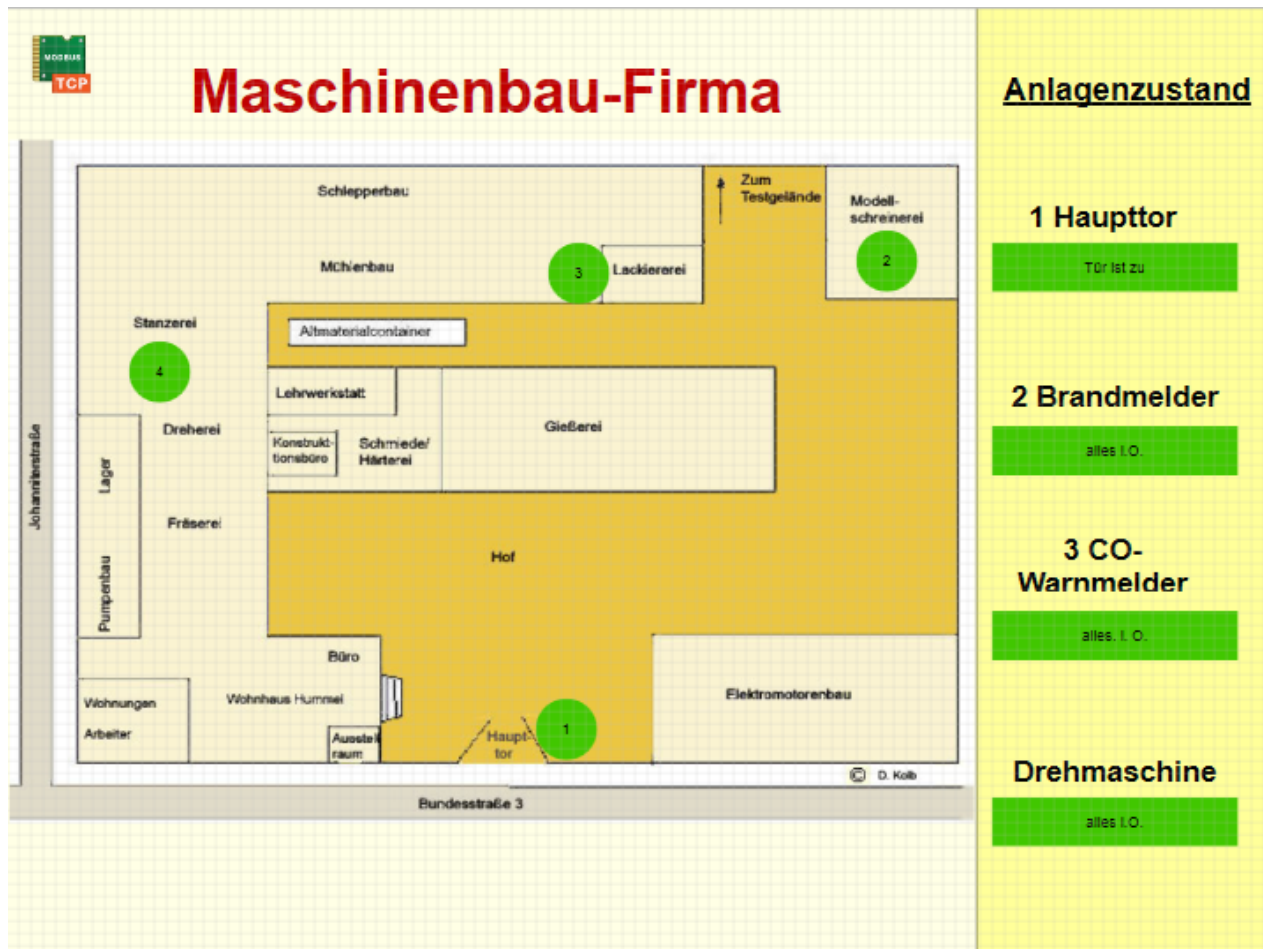 MODBUS
TCP
Maschinenbau-Firma
Schlepperbau
Zum
Testgelände
Modell-
schreinerei
2
Mühlenbau
3
Lackiererei
Stanzerei
Altmaterialcontainer
4
Lehrwerkstatt
Dreherei
Konstruk-
tionsbüro
Schmiede/
Härterei
Gießerei
Johanniterstraße
Lager
Fräserei
Hof
Pumpenbau
Büro
Wohnungen
Arbeiter
Wohnhaus Hummel
Ausstell
raum
Haupt-
tor
1
Elektromotorenbau
© D. Kolb
Bundesstraße 3
Anlagenzustand
1 Haupttor
Tür ist zu
2 Brandmelder
alles I.O.
3 CO-
Warnmelder
alles. I. O.
Drehmaschine
alles I.O.